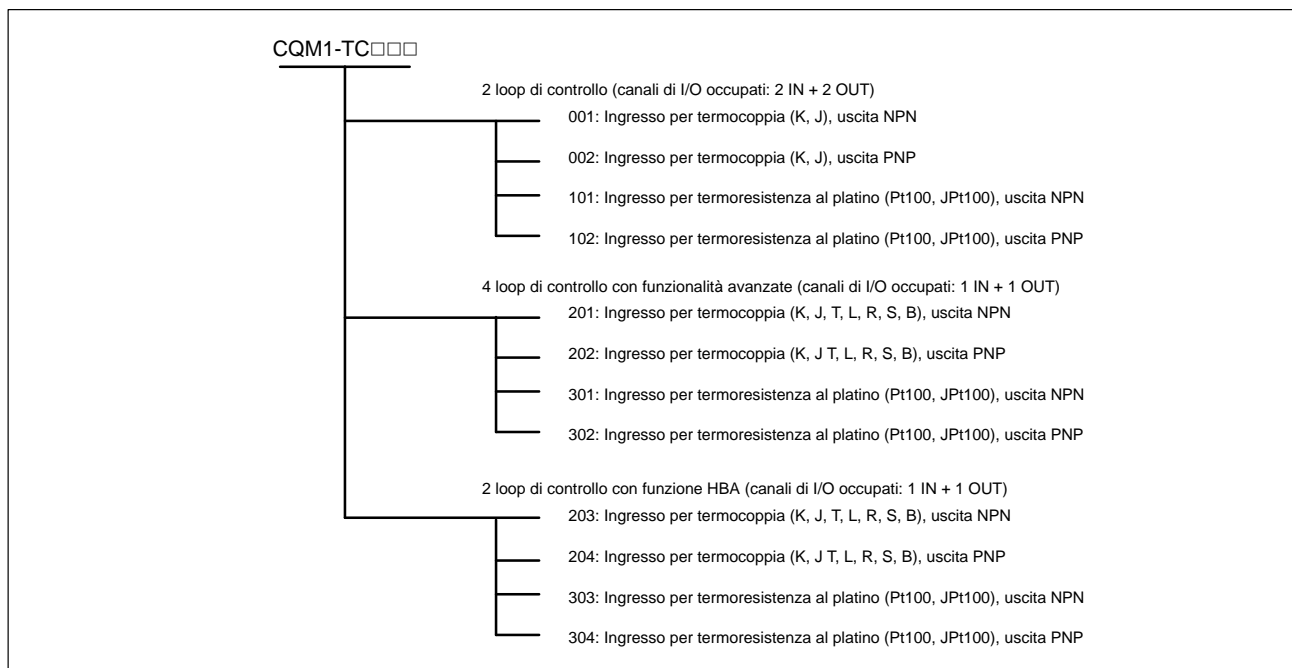 CQM1-TC□□□
2 loop di controllo (canali di I/O occupati: 2 IN + 2 OUT)
001: Ingresso per termocoppia (K, J), uscita NPN
002: Ingresso per termocoppia (K, J), uscita PNP
101: Ingresso per termoresistenza al platino (Pt100, JPt100), uscita NPN
102: Ingresso per termoresistenza al platino (Pt100, JPt100), uscita PNP
4 loop di controllo con funzionalità avanzate (canali di I/O occupati: 1 IN + 1 OUT)
201: Ingresso per termocoppia (K, J, T, L, R, S, B), uscita NPN
202: Ingresso per termocoppia (K, J T, L, R, S, B), uscita PNP
301: Ingresso per termoresistenza al platino (Pt100, JPt100), uscita NPN
302: Ingresso per termoresistenza al platino (Pt100, JPt100), uscita PNP
2 loop di controllo con funzione HBA (canali di I/O occupati: 1 IN + 1 OUT)
203: Ingresso per termocoppia (K, J, T, L, R, S, B), uscita NPN
204: Ingresso per termocoppia (K, J T, L, R, S, B), uscita PNP
303: Ingresso per termoresistenza al platino (Pt100, JPt100), uscita NPN
304: Ingresso per termoresistenza al platino (Pt100, JPt100), uscita PNP